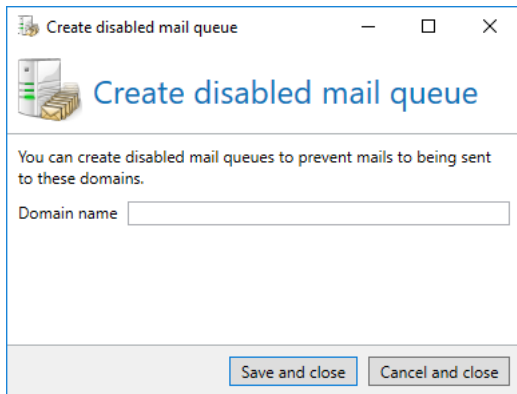 Create disabled mail queue
Create disabled mail queue
You can create disabled mail queues to prevent mails to being sent
to these domains.
Domain name
Save and close
Cancel and close